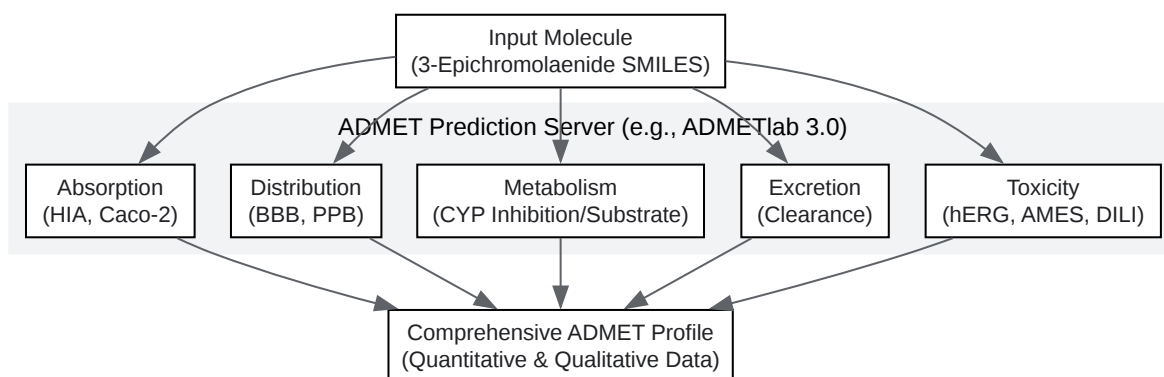 Input Molecule
(3-Epichromolaenide SMILES)
ADMET Prediction Server (e.g., ADMETlab 3.0)
Absorption
(HIA, Caco-2)
Distribution
(BBB, PPB)
Metabolism
(CYP Inhibition/Substrate)
Excretion
(Clearance)
Toxicity
(hERG, AMES, DILI)
Comprehensive ADMET Profile
(Quantitative & Qualitative Data)